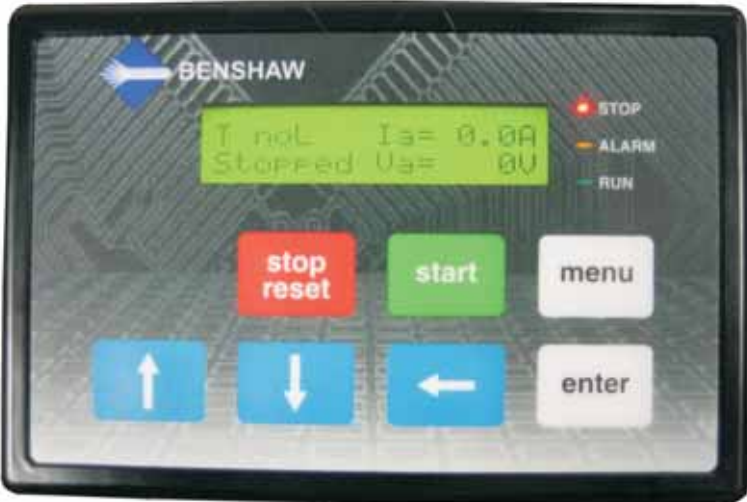 BENSHAW
T noL Ia= 0.0A
Stopped Va= 0V
STOP
ALARM
RUN
stop
reset
start
menu
enter